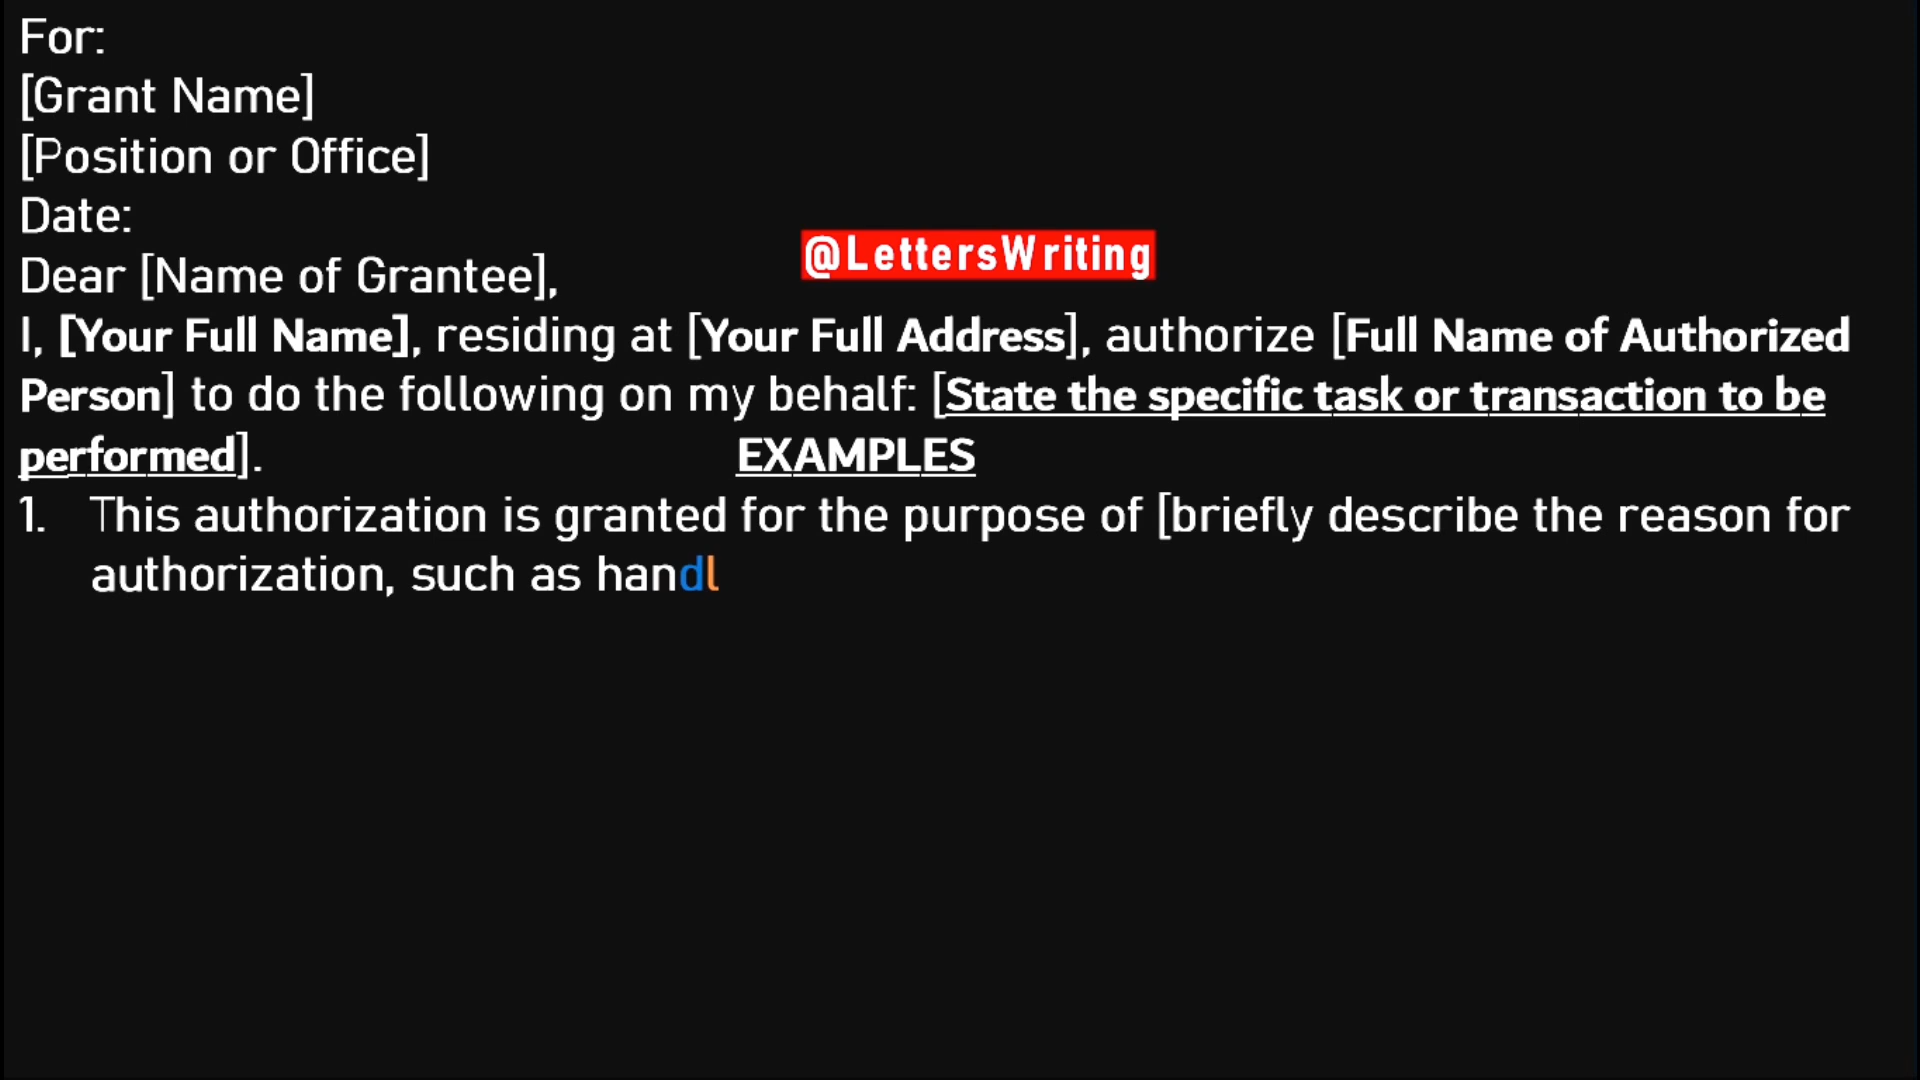 For:
[Grant Name]
[Position or Office]
Date:
@LettersWriting
Dear [Name of Grantee],
I, [Your Full Name], residing at [Your Full Address], authorize [Full Name of Authorized
Person] to do the following on my behalf: [State the specific task or transaction to be
performed].
EXAMPLES
1. This authorization is granted for the purpose of [briefly describe the reason for
authorization, such as handl